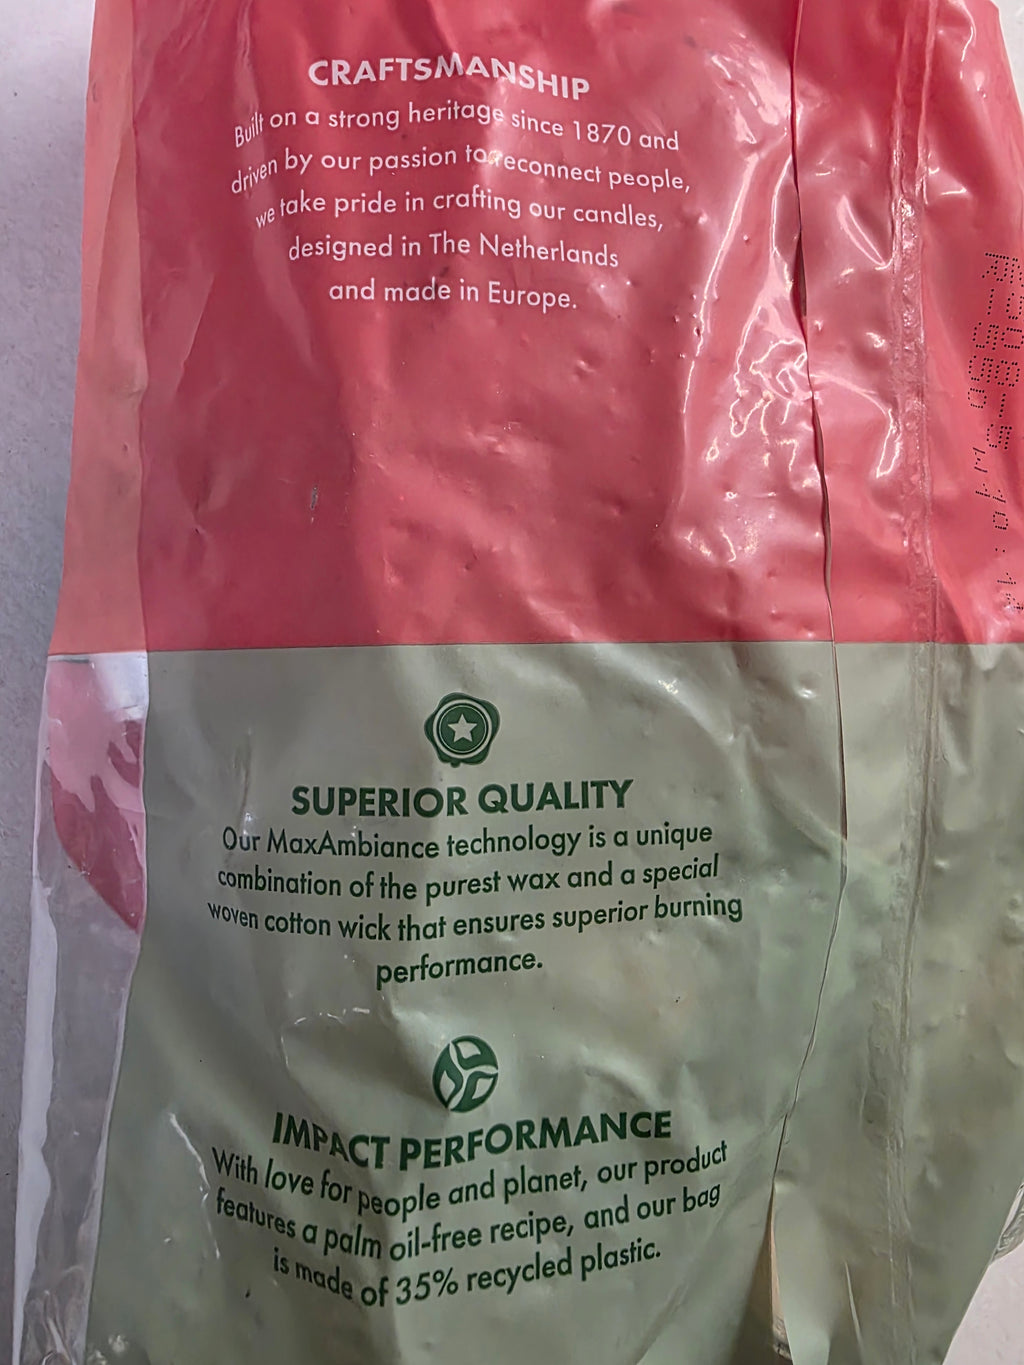 CRAFTSMANSHIP
Built on a strong heritage since 1870 and
driven by our passion to reconnect people,
we take pride in crafting our candles,
designed in The Netherlands
and made in Europe.
SUPERIOR QUALITY
Our MaxAmbiance technology is a unique
combination of the purest wax and a special
woven cotton wick that ensures superior burning
performance.
IMPACT PERFORMANCE
With love for people and planet, our product
features a palm oil-free recipe, and our bag
is made of 35% recycled plastic.